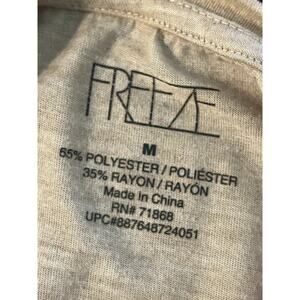 FREEZE
M
65% POLYESTER / POLIÉSTER
35% RAYON / RAYÓN
Made In China
RN# 71868
UPC#887648724051